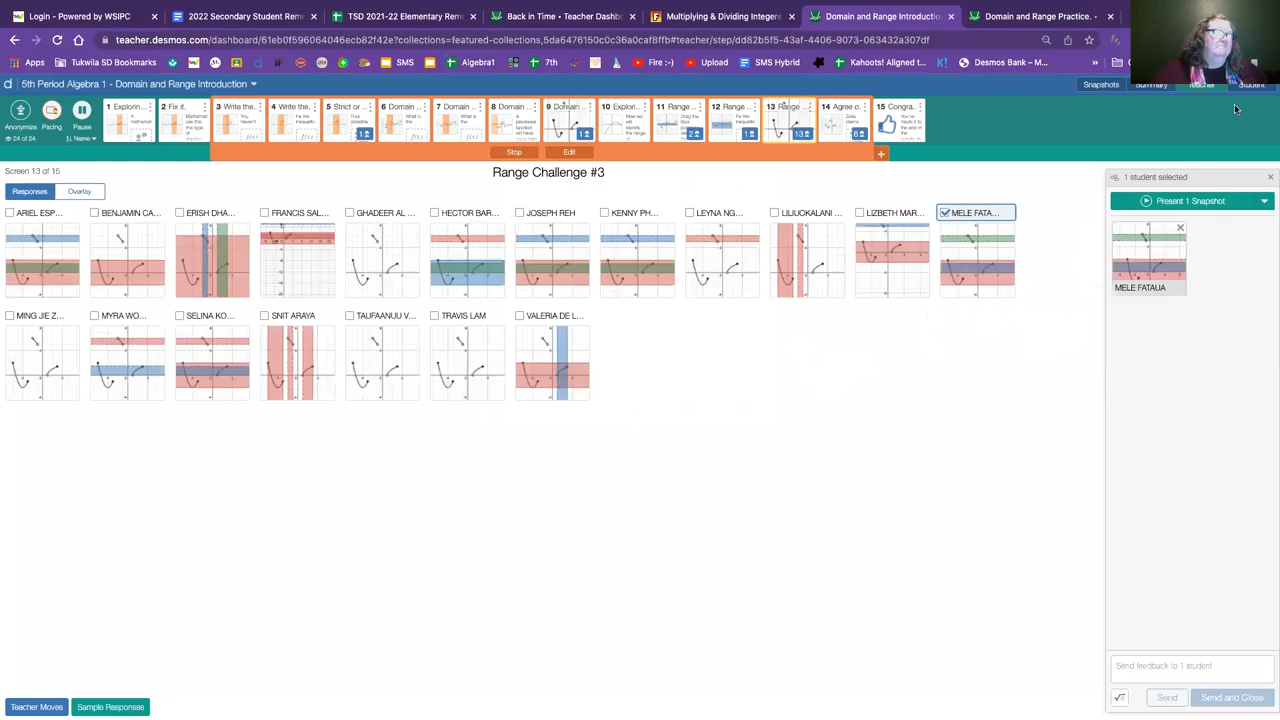 Login - Powered by WSIPC
2022 Secondary Student Reme
TSD 2021-22 Elementary Rem
Back in Time - Teacher Dashb
Multiplying & Dividing Integers
Domain and Range Introduction
Domain and Range Practice.
teacher.desmos.com/dashboard/61eb0f596064046ecb82f42e?collections=featured-collections,5da6476150c0c36a0caf8ffb#teacher/step/dd82b5f5-43af-4406-9073-063432a307df
Tukwila SD Bookmarks
Algebra1
7th
SMS
Fire :-)
Upload
SMS Hybrid
Kahoots! Algebra1
Desmos Bank – M...
5th Period Algebra 1 - Domain and Range Introduction
Snapshots
Summary
Teacher
Student
Anonymize
Pacing
Pause
24 of 24
Name
1 Explorin..
2 Fix it.
3 Write the.
4 Write the.
5 Strict or
6 Domain
7 Domain
8 Domain
9 Domain
10 Explori..
11 Range
12 Range
13 Range
14 Agree o.
15 Congra.
1
1
2
1
13
6
Stop
Edit
Screen 13 of 15
Range Challenge #3
1 student selected
Responses
Overlay
Present 1 Snapshot
ARIEL ESP...
BENJAMIN CA...
ERISH DHA...
FRANCIS SAL...
GHADEER AL ...
HECTOR BAR...
JOSEPH REH
KENNY PH...
LEYNA NG...
LILIUOKALANI ...
LIZBETH MAR...
MELE FATA...
MELE FATAUA
MING JIE Z...
MYRA WO...
SELINA KO...
SNIT ARAYA
TAUFAANUU V...
TRAVIS LAM
VALERIA DE L...
Send feedback to 1 student
Send
Send and Close
Teacher Moves
Sample Responses